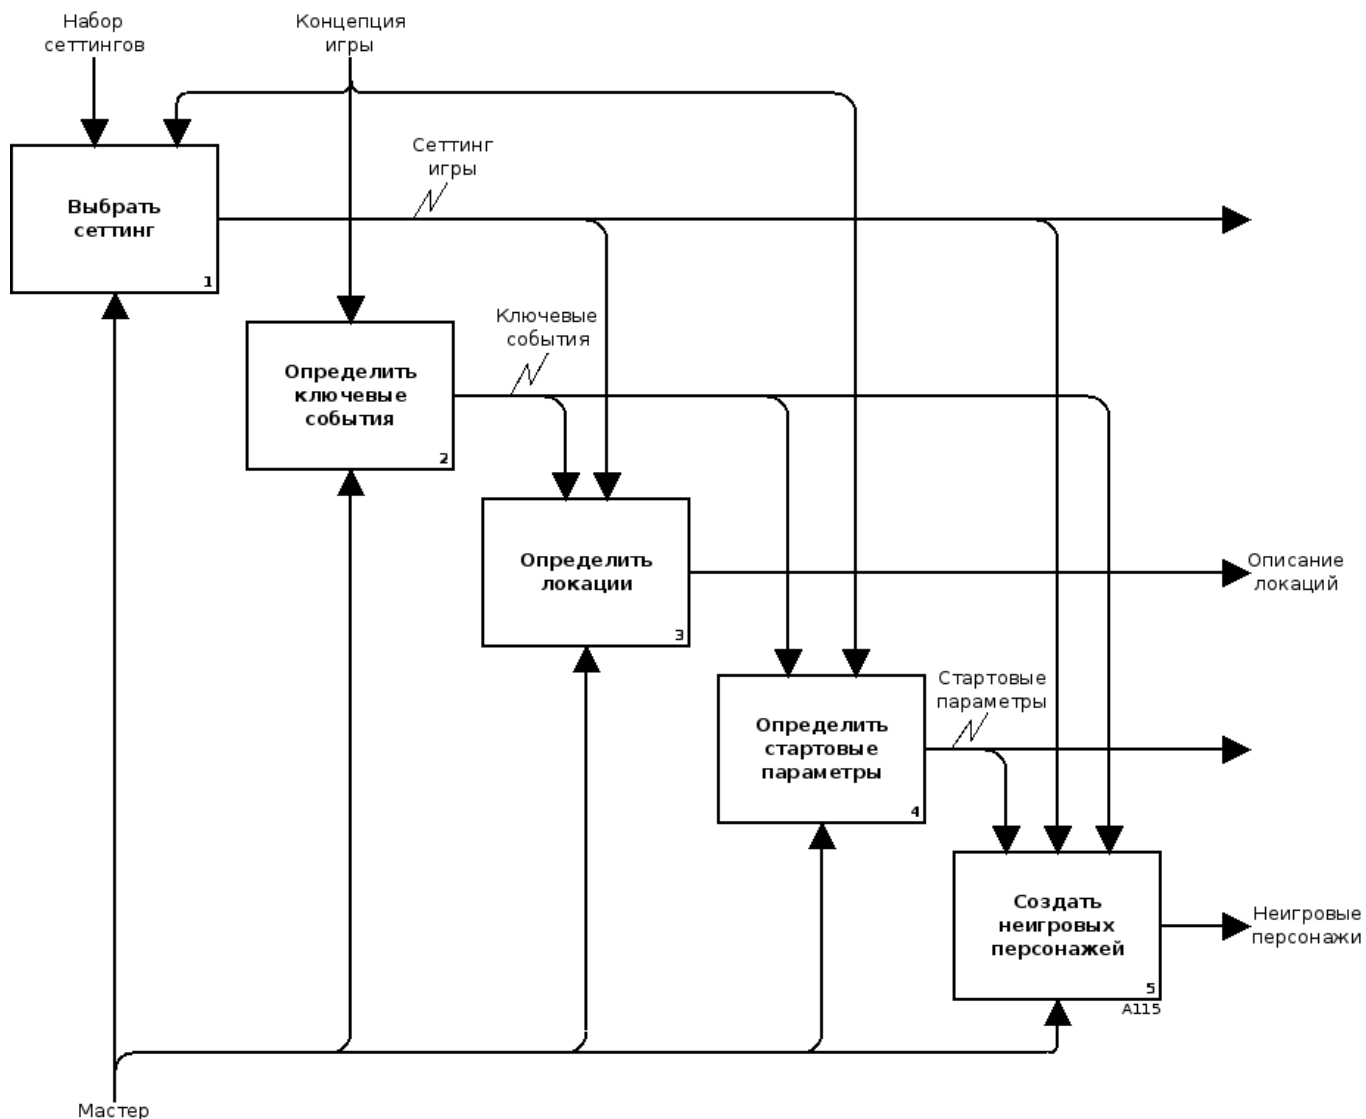 Набор
сеттингов
Концепция
игры
Сеттинг
игры
Выбрать
сеттинг
1
Ключевые
события
Определить
ключевые
события
2
Определить
локации
3
Описание
локаций
Стартовые
параметры
Определить
стартовые
параметры
4
Создать
неигровых
персонажей
5
A115
Неигровые
персонажи
Мастер